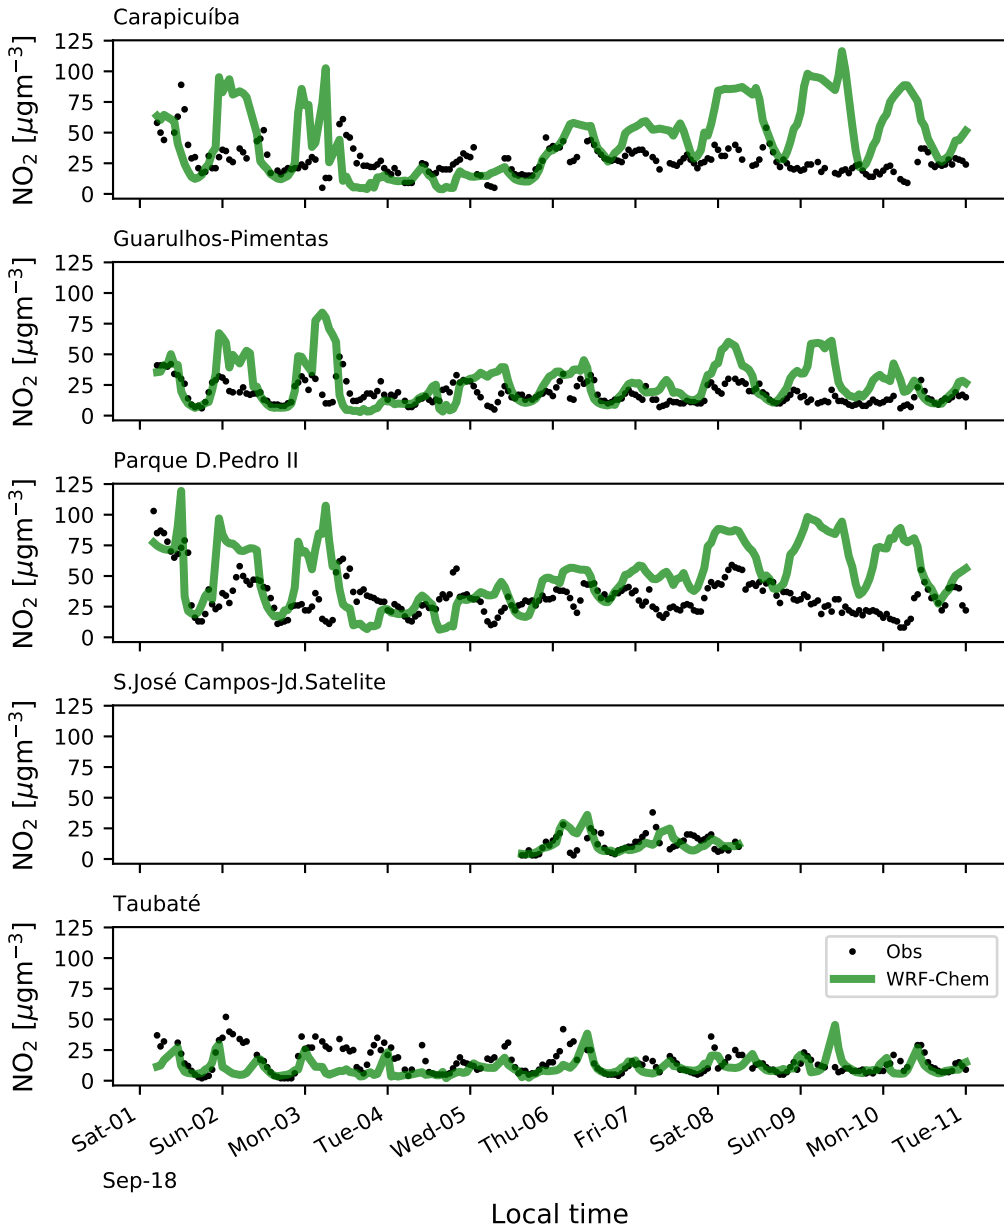 Carapicuíba
NO₂ [μgm⁻³]
125
100
75
50
25
0
Guarulhos-Pimentas
NO₂ [μgm⁻³]
125
100
75
50
25
0
Parque D.Pedro II
NO₂ [μgm⁻³]
125
100
75
50
25
0
S.José Campos-Jd.Satelite
NO₂ [μgm⁻³]
125
100
75
50
25
0
Taubaté
NO₂ [μgm⁻³]
125
100
75
50
25
0
Obs
WRF-Chem
Sat-01 Sun-02 Mon-03 Tue-04 Wed-05 Thu-06 Fri-07 Sat-08 Sun-09 Mon-10 Tue-11
Sep-18
Local time